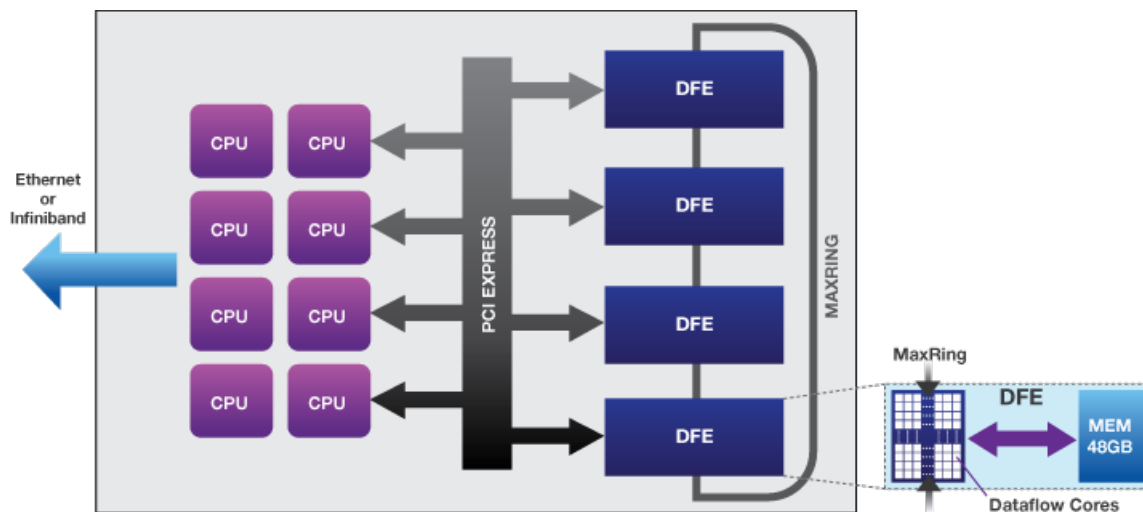 Ethernet
or
Infiniband
CPU
CPU
CPU
CPU
CPU
CPU
CPU
CPU
PCI EXPRESS
DFE
DFE
DFE
DFE
MAXRING
MaxRing
DFE
MEM
48GB
Dataflow Cores